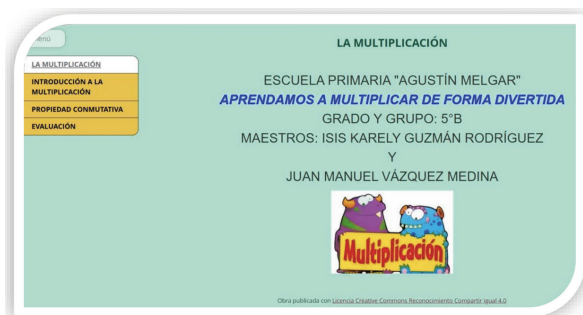 Menú
LA MULTIPLICACIÓN
INTRODUCCIÓN A LA
MULTIPLICACIÓN
PROPIEDAD CONMUTATIVA
EVALUACIÓN
LA MULTIPLICACIÓN
ESCUELA PRIMARIA "AGUSTÍN MELGAR"
APRENDAMOS A MULTIPLICAR DE FORMA DIVERTIDA
GRADO Y GRUPO: 5°B
MAESTROS: ISIS KARELY GUZMÁN RODRÍGUEZ
Y
JUAN MANUEL VÁZQUEZ MEDINA
Multiplicación
Obra publicada con Licencia Creative Commons Reconocimiento Compartir igual 4.0